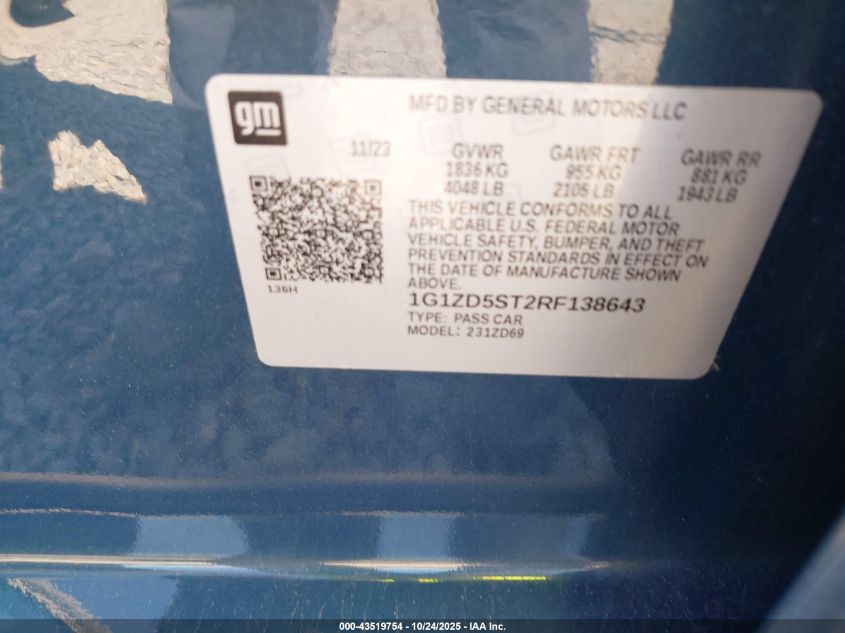 gm
MFD BY GENERAL MOTORS LLC
11/23 GVWR GAWR FRT GAWR RR
1836 KG 955 KG 881 KG
4048 LB 2105 LB 1943 LB
THIS VEHICLE CONFORMS TO ALL
APPLICABLE U.S. FEDERAL MOTOR
VEHICLE SAFETY, BUMPER, AND THEFT
PREVENTION STANDARDS IN EFFECT ON
THE DATE OF MANUFACTURE SHOWN
ABOVE.
136H
1G1ZD5ST2RF138643
TYPE: PASS CAR
MODEL: 231ZD69
000-43519754 - 10/24/2025 - IAA Inc.